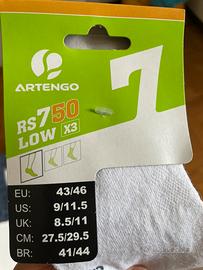 ARTENGO
7
RS750
LOW X3
EU: 43/46
US: 9/11.5
UK: 8.5/11
CM: 27.5/29.5
BR: 41/44